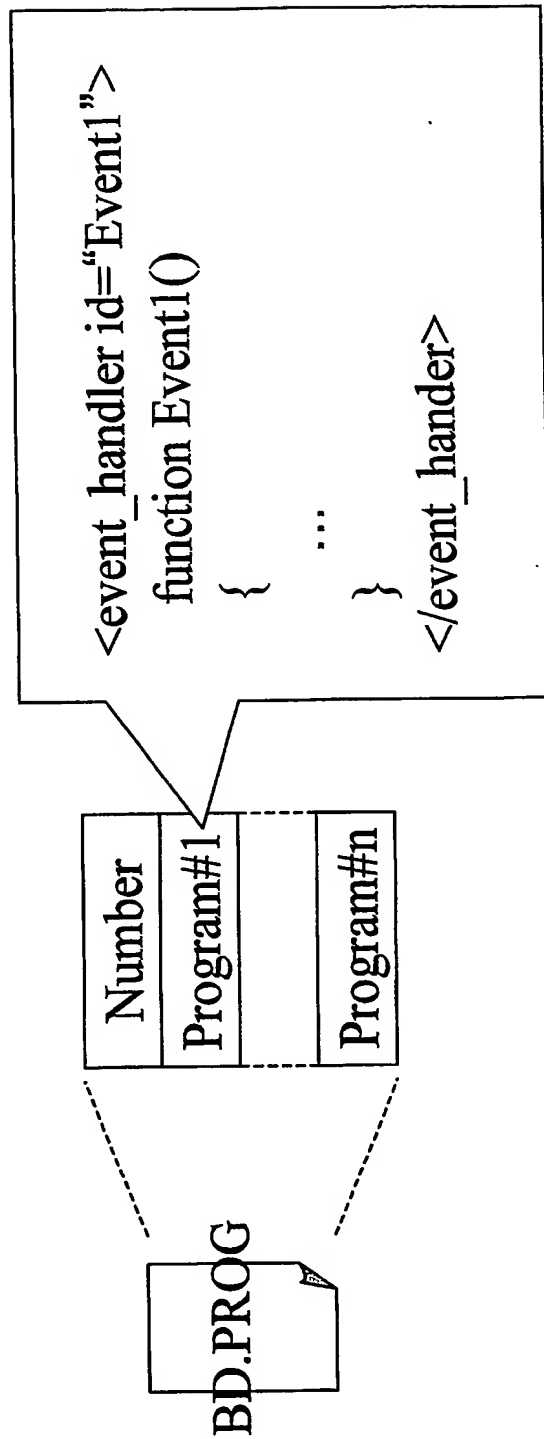 BD.PROG
Number
Program#1
Program#n
<event_handler id=“Event1”>
function Event1()
{
...
}
</event_hander>